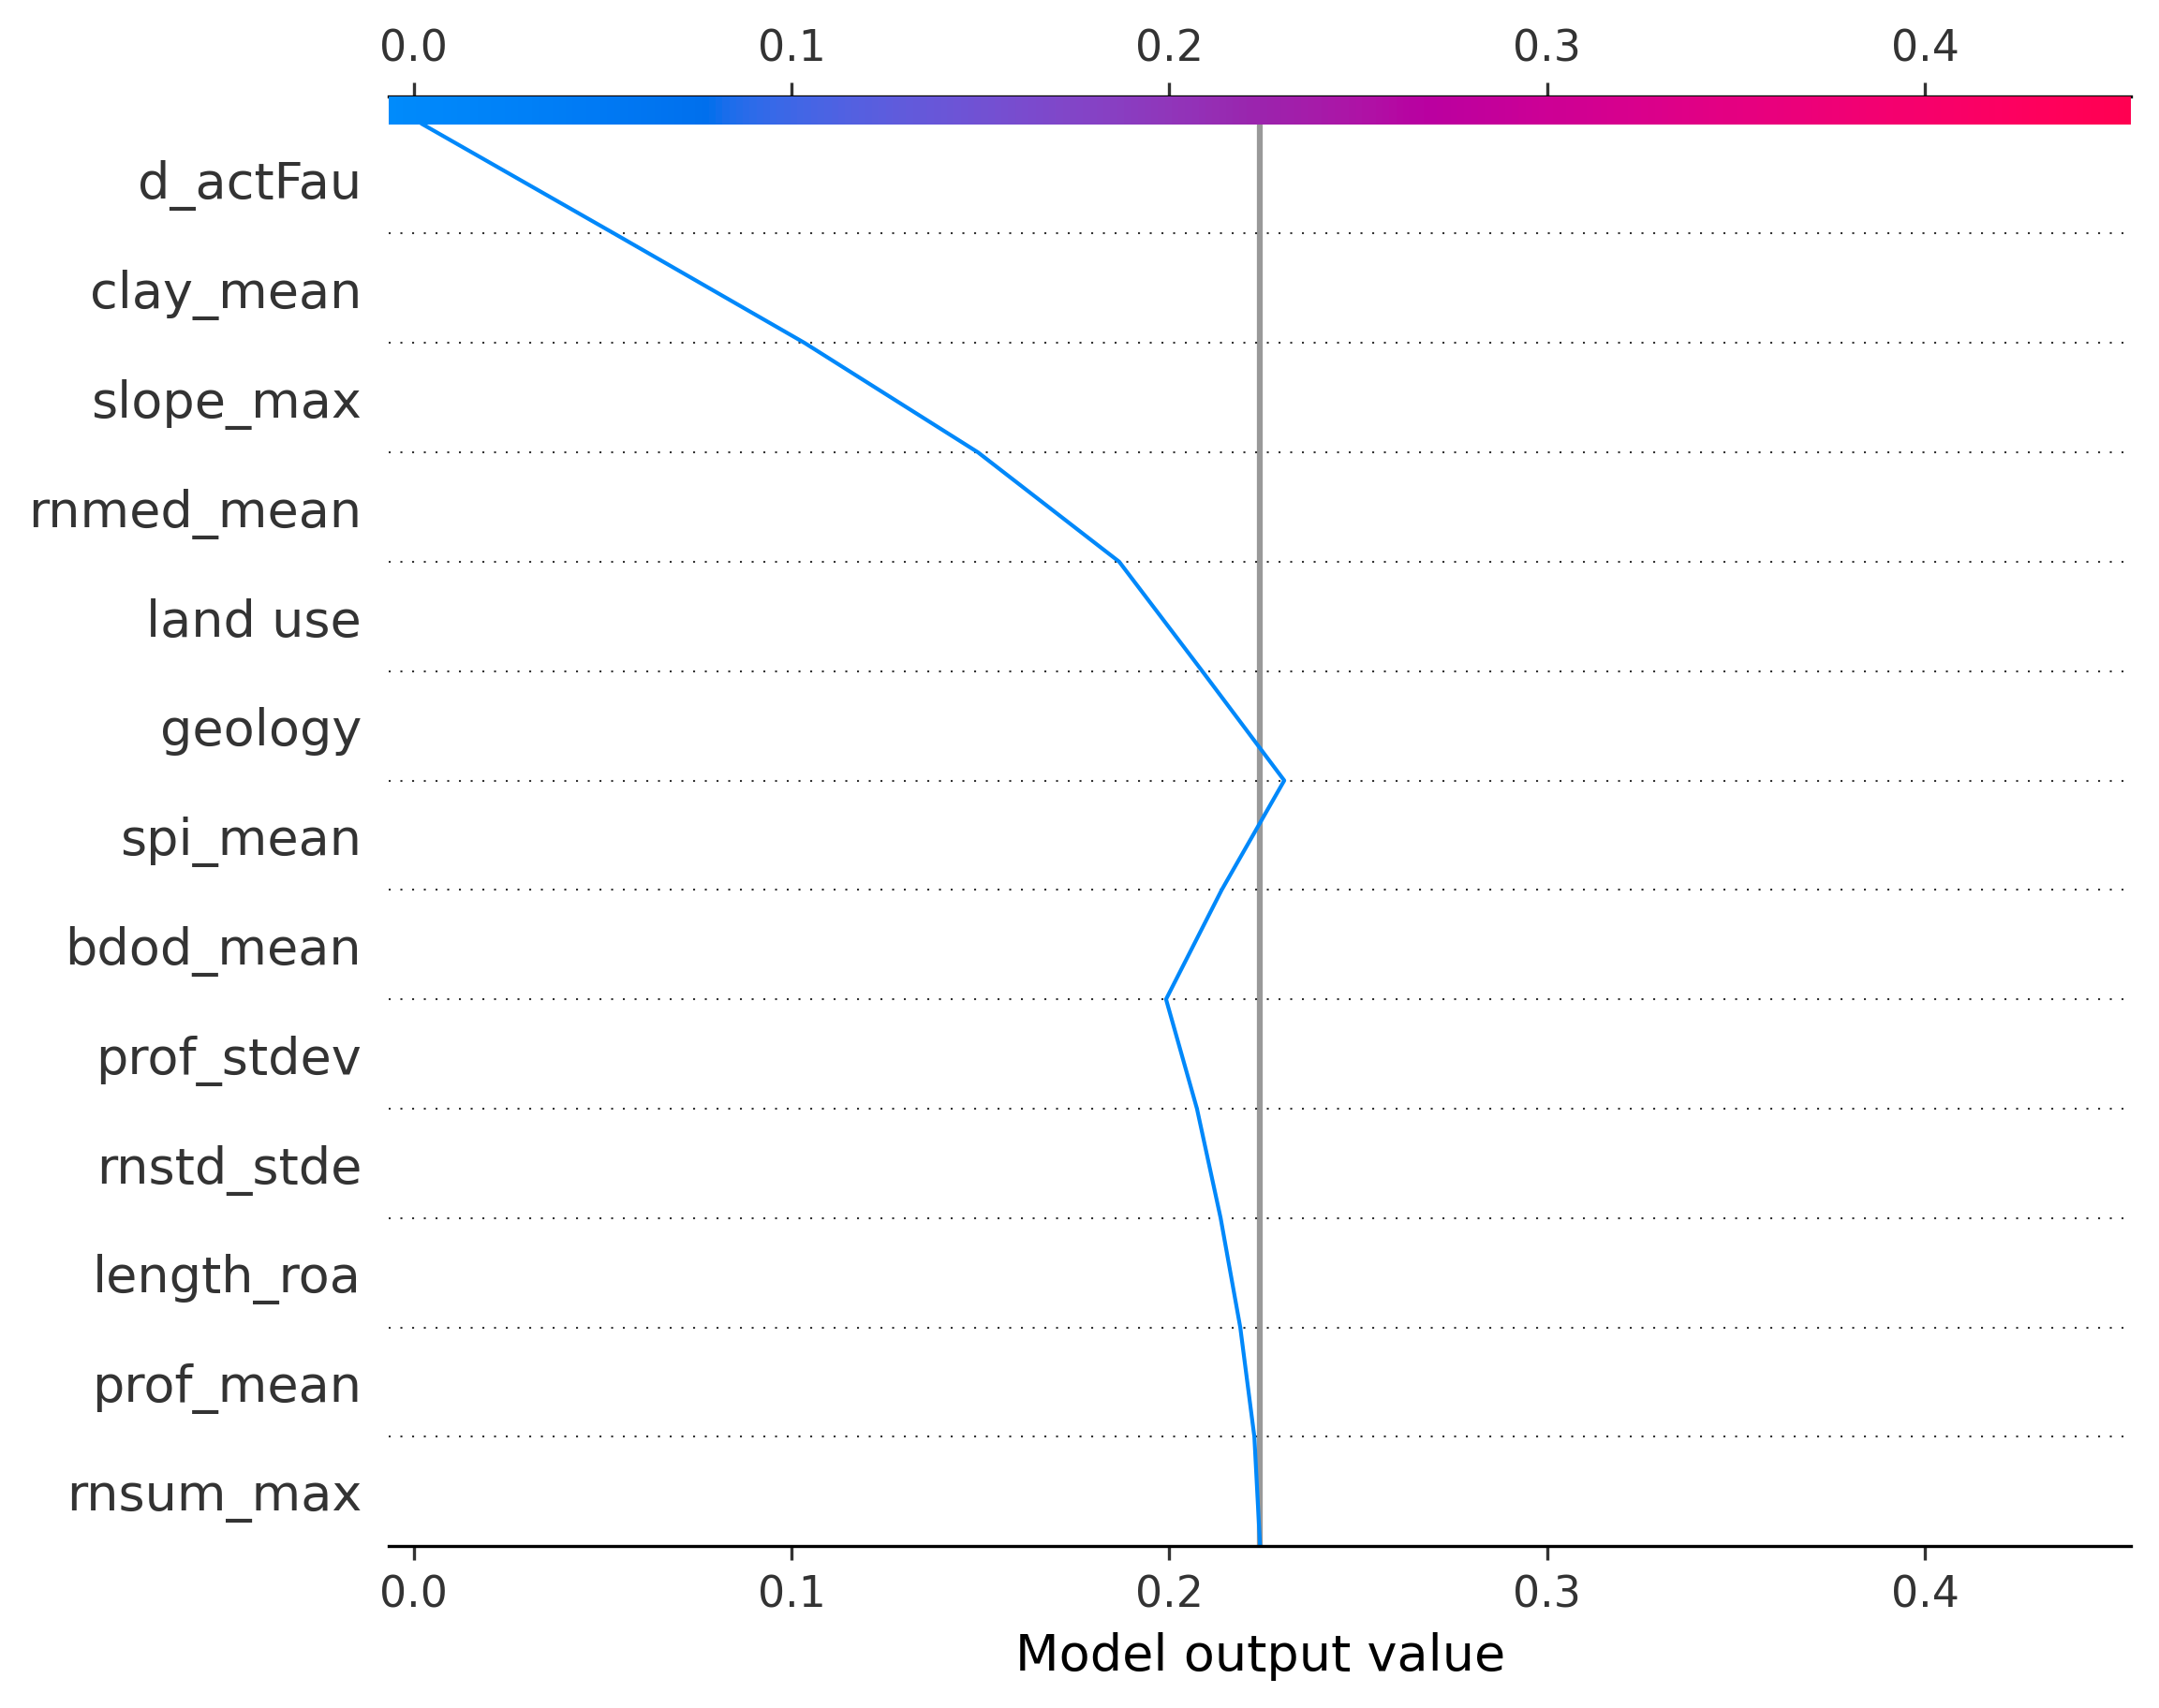 0.0 0.1 0.2 0.3 0.4
d_actFau
clay_mean
slope_max
rnmed_mean
land use
geology
spi_mean
bdod_mean
prof_stdev
rnstd_stde
length_roa
prof_mean
rnsum_max
0.0 0.1 0.2 0.3 0.4
Model output value